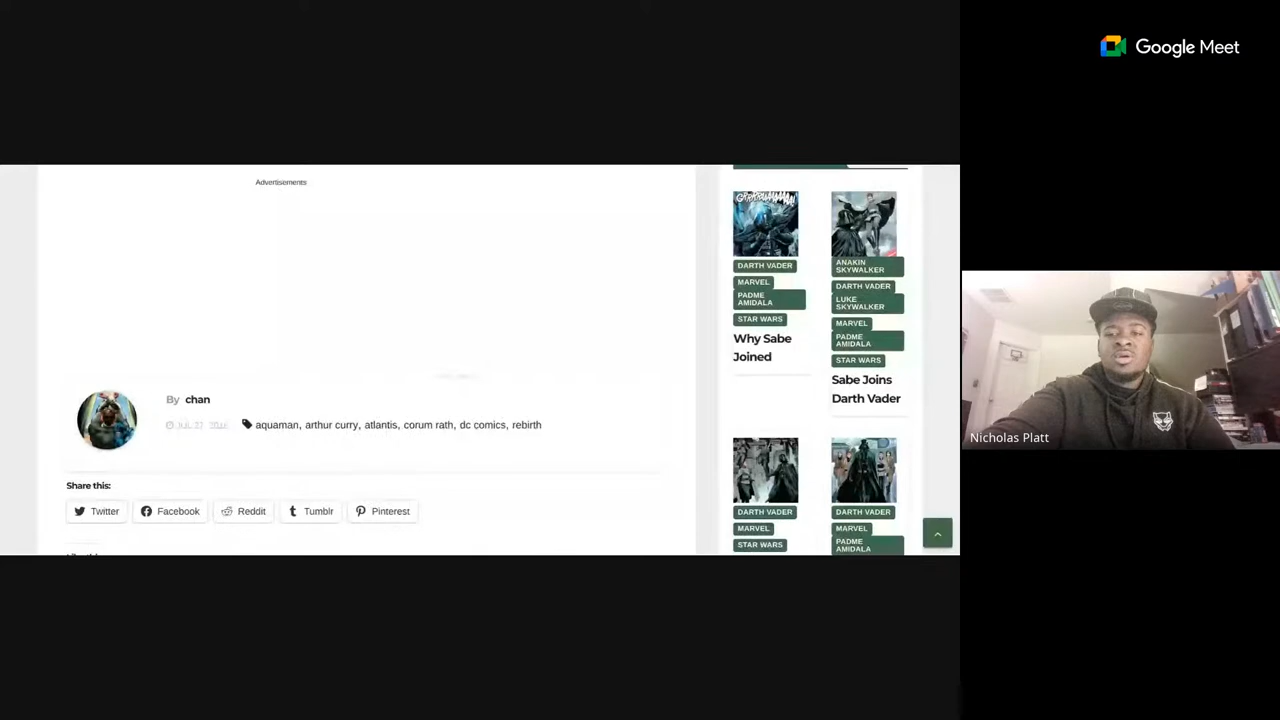 Google Meet
Advertisements
By chan
aquaman, arthur curry, atlantis, corum rath, dc comics, rebirth
Share this:
Twitter
Facebook
Reddit
Tumblr
Pinterest
DARTH VADER
MARVEL
PADME
AMIDALA
STAR WARS
Why Sabe
Joined
ANAKIN
SKYWALKER
DARTH VADER
LUKE
SKYWALKER
MARVEL
PADME
AMIDALA
STAR WARS
Sabe Joins
Darth Vader
DARTH VADER
MARVEL
STAR WARS
DARTH VADER
MARVEL
PADME
AMIDALA
Nicholas Platt